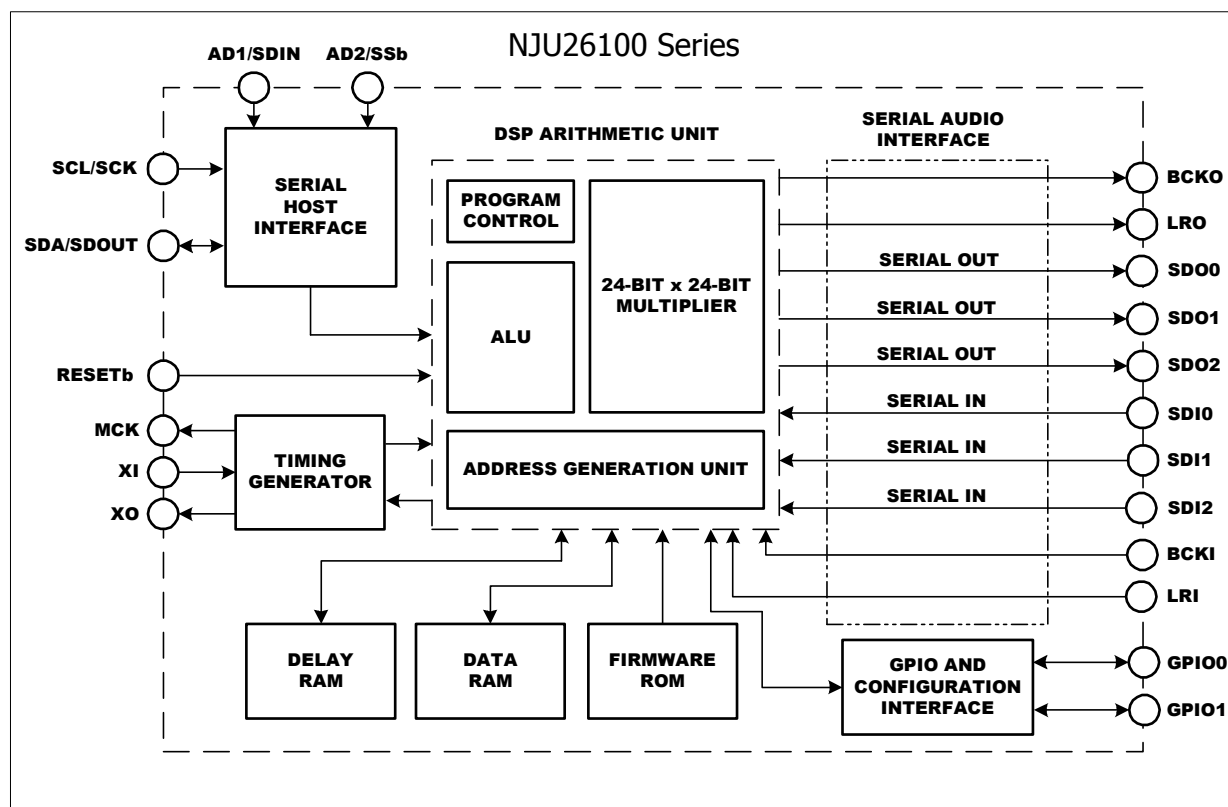 NJU26100 Series
AD1/SDIN
AD2/SSb
SCL/SCK
SDA/SDOUT
SERIAL
HOST
INTERFACE
RESETb
MCK
XI
XO
TIMING
GENERATOR
DSP ARITHMETIC UNIT
PROGRAM
CONTROL
ALU
24-BIT x 24-BIT
MULTIPLIER
ADDRESS GENERATION UNIT
SERIAL AUDIO
INTERFACE
SERIAL OUT
SERIAL OUT
SERIAL OUT
SERIAL IN
SERIAL IN
SERIAL IN
BCKO
LRO
SDO0
SDO1
SDO2
SDI0
SDI1
SDI2
BCKI
LRI
GPIO0
GPIO1
DELAY
RAM
DATA
RAM
FIRMWARE
ROM
GPIO AND
CONFIGURATION
INTERFACE